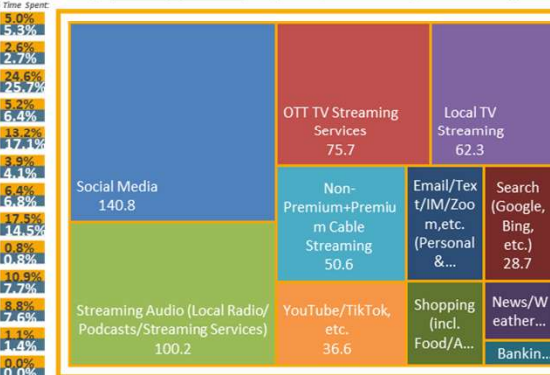 Time Spent:
5.0%
5.3%
2.6%
2.7%
24.6%
25.7%
5.2%
6.4%
13.2%
17.1%
3.9%
4.1%
6.4%
6.8%
17.5%
14.5%
0.8%
0.8%
10.9%
7.7%
8.8%
7.6%
1.1%
1.4%
0.0%
0.0%
Social Media
140.8
Streaming Audio (Local Radio/
Podcasts/Streaming Services)
100.2
OTT TV Streaming
Services
75.7
Local TV
Streaming
62.3
Non-
Premium+Premiu
m Cable
Streaming
50.6
Email/Tex
t/IM/Zoo
m,etc.
(Personal
&...
Search
(Google,
Bing,
etc.)
28.7
YouTube/TikTok,
etc.
36.6
Shopping
(incl.
Food/A...
News/W
eather...
Bankin...